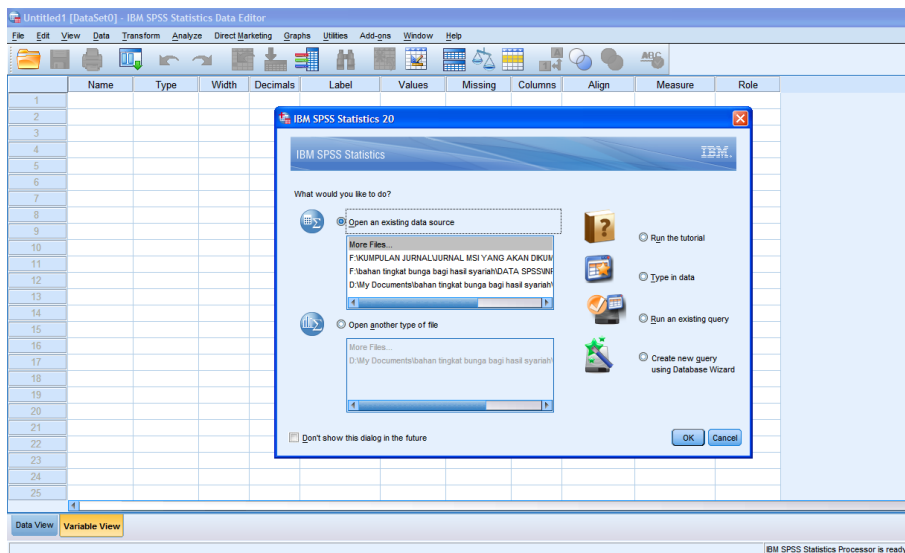 Untitled1 [DataSet0] - IBM SPSS Statistics Data Editor
File Edit View Data Transform Analyze Direct Marketing Graphs Utilities Add-ons Window Help
Name Type Width Decimals Label Values Missing Columns Align Measure Role
1
2
3
4
5
6
7
8
9
10
11
12
13
14
15
16
17
18
19
20
21
22
23
24
25
IBM SPSS Statistics 20
IBM SPSS Statistics
IBM.
What would you like to do?
Open an existing data source
More Files...
F:\KUMPULAN JURNAL\JURNAL MSI YANG AKAN DIKUM
F:\bahan tingkat bunga bagi hasil syariah\DATA SPSS\INF
D:\My Documents\bahan tingkat bunga bagi hasil syariah\
Open another type of file
More Files...
D:\My Documents\bahan tingkat bunga bagi hasil syariah\
Run the tutorial
Type in data
Run an existing query
Create new query
using Database Wizard
Don't show this dialog in the future
OK Cancel
Data View Variable View
IBM SPSS Statistics Processor is ready